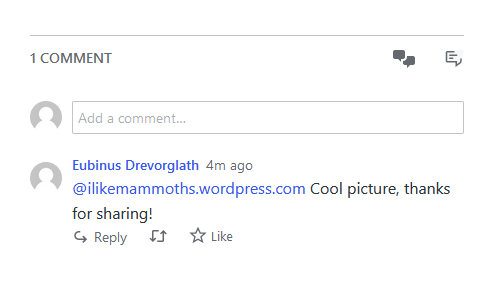 1 COMMENT
Add a comment...
Eubinus Drevorglath 4m ago
@ilikemammoths.wordpress.com Cool picture, thanks
for sharing!
Reply Like